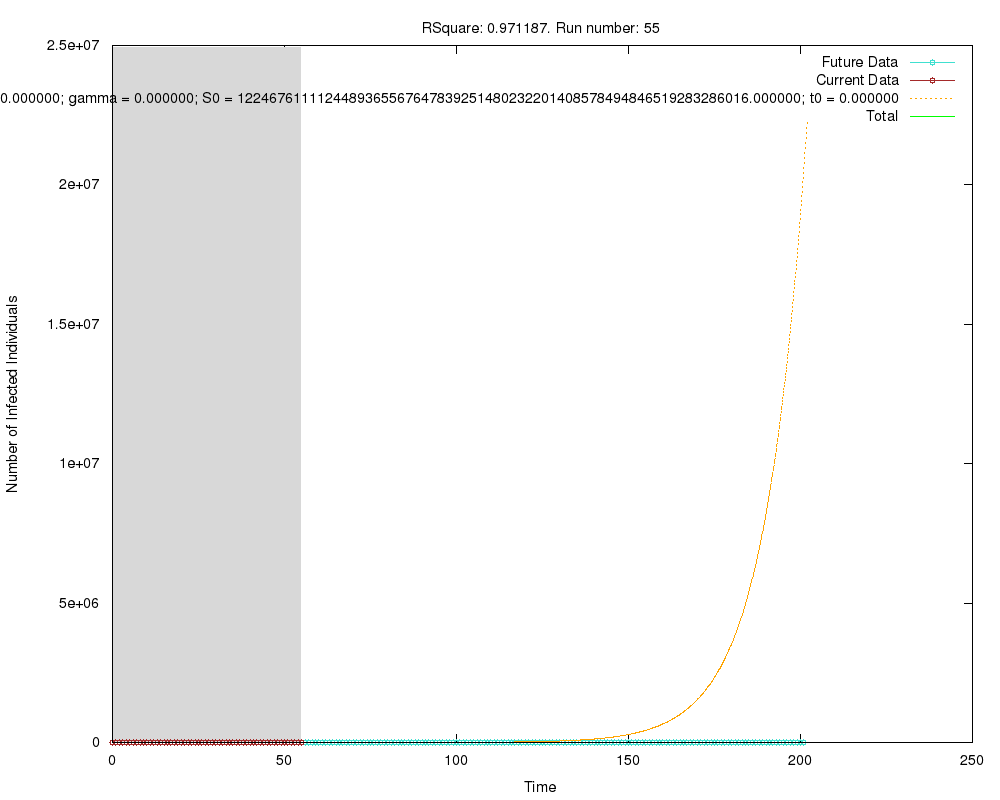 RSquare: 0.971187. Run number: 55
2.5e+07
Future Data
Current Data
0.000000; gamma = 0.000000; S0 = 12246761111244893655676478392514802322014085784948465192832860​16.000000; t0 = 0.000000
Total
2e+07
1.5e+07
1e+07
5e+06
0
0
50
100
150
200
250
Number of Infected Individuals
Time